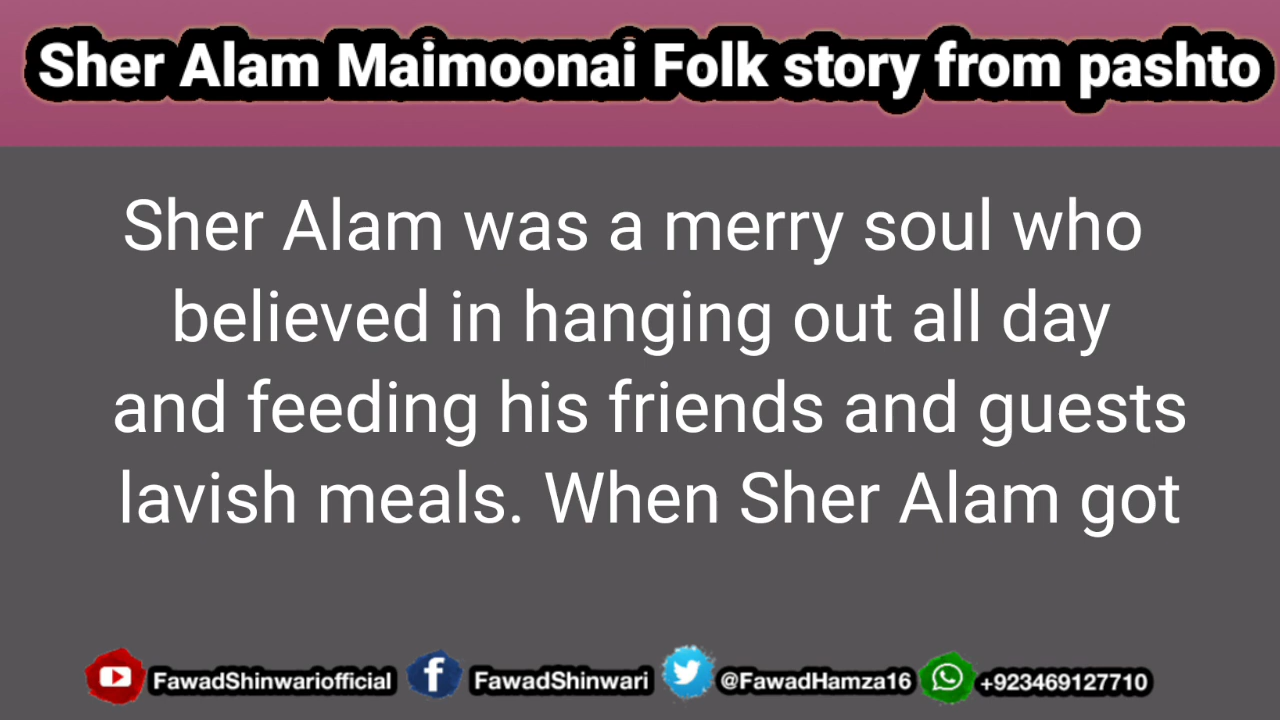 Sher Alam Maimoonai Folk story from pashto
Sher Alam was a merry soul who
believed in hanging out all day
and feeding his friends and guests
lavish meals. When Sher Alam got
FawadShinwariofficial FawadShinwari @FawadHamza16 +923469127710